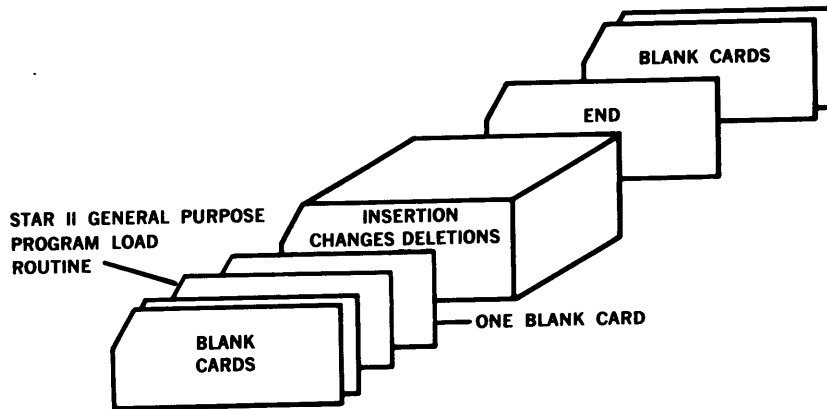 BLANK CARDS
END
INSERTION
CHANGES DELETIONS
STAR II GENERAL PURPOSE
PROGRAM LOAD
ROUTINE
ONE BLANK CARD
BLANK
CARDS